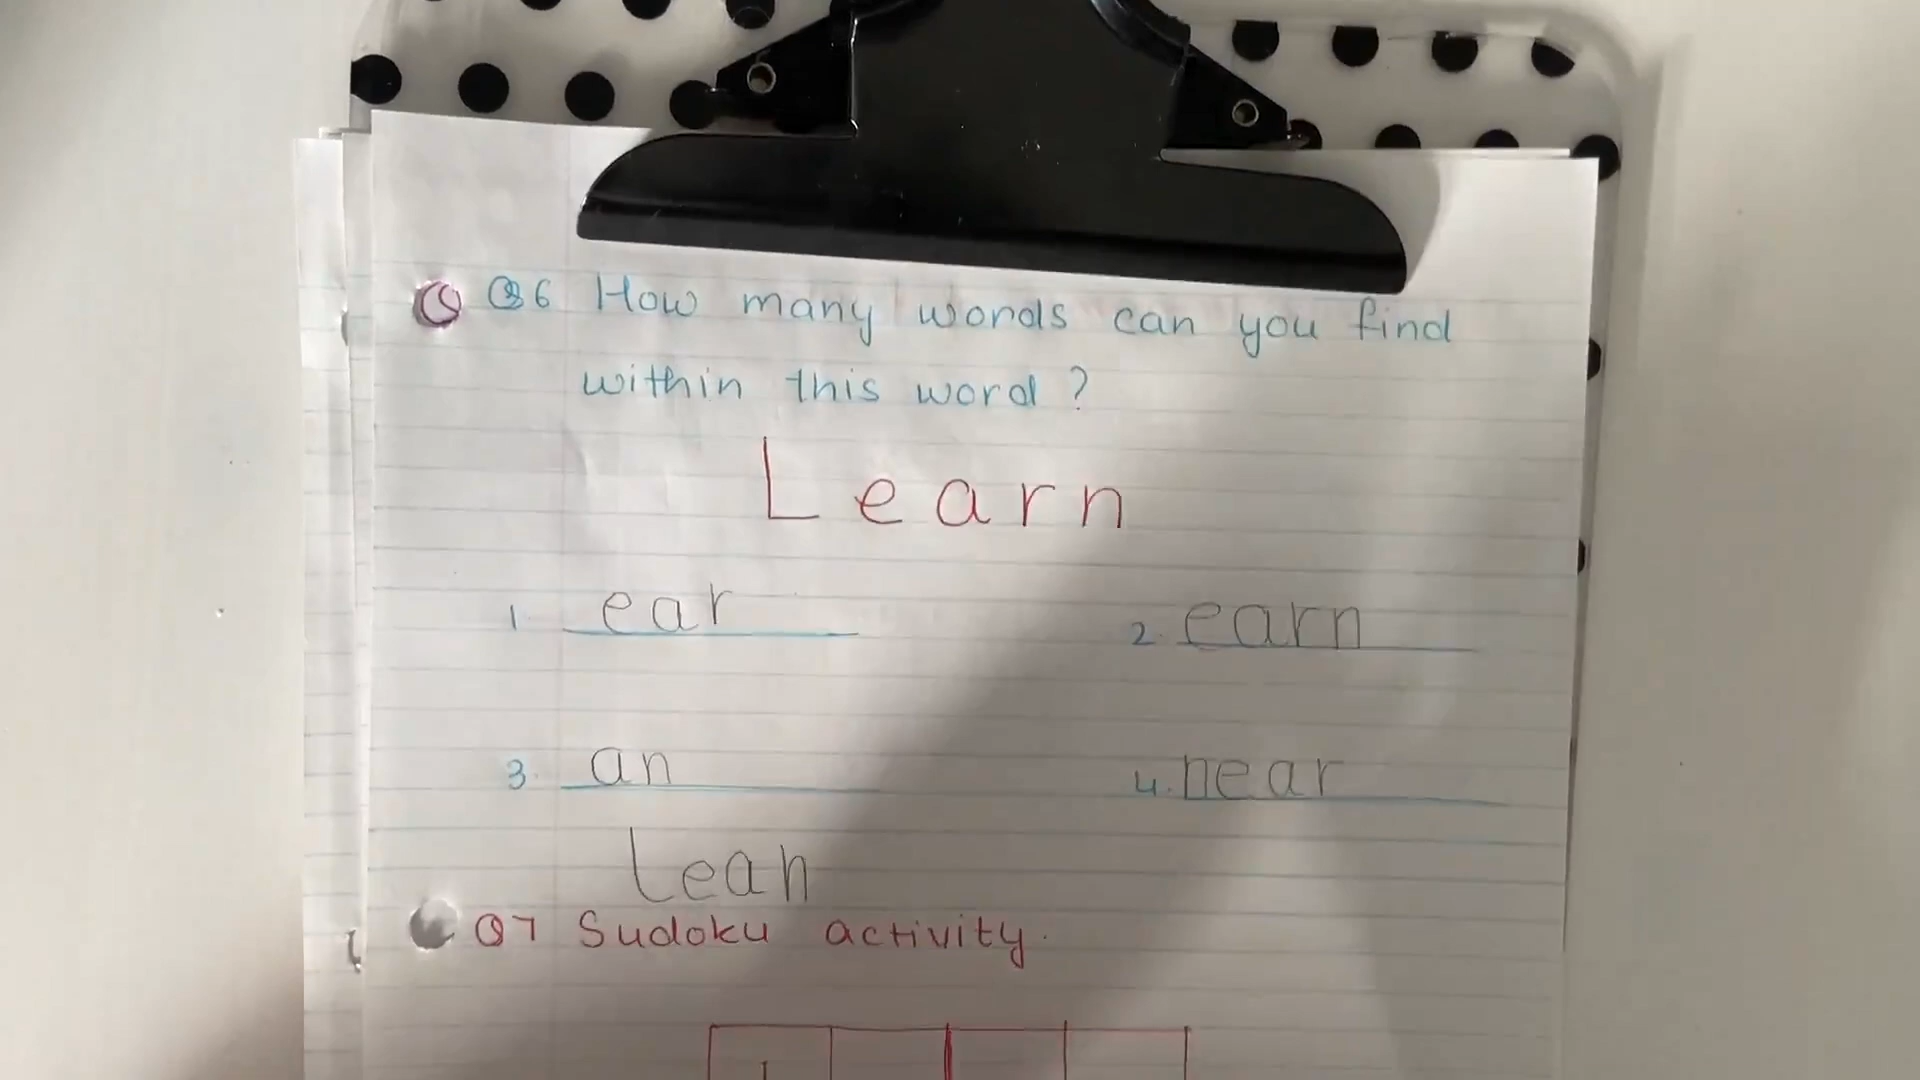 Q6 How many words can you find
within this word?
Learn
1. ear
2. earn
3. an
4. near
lean
Q7 Sudoku activity.